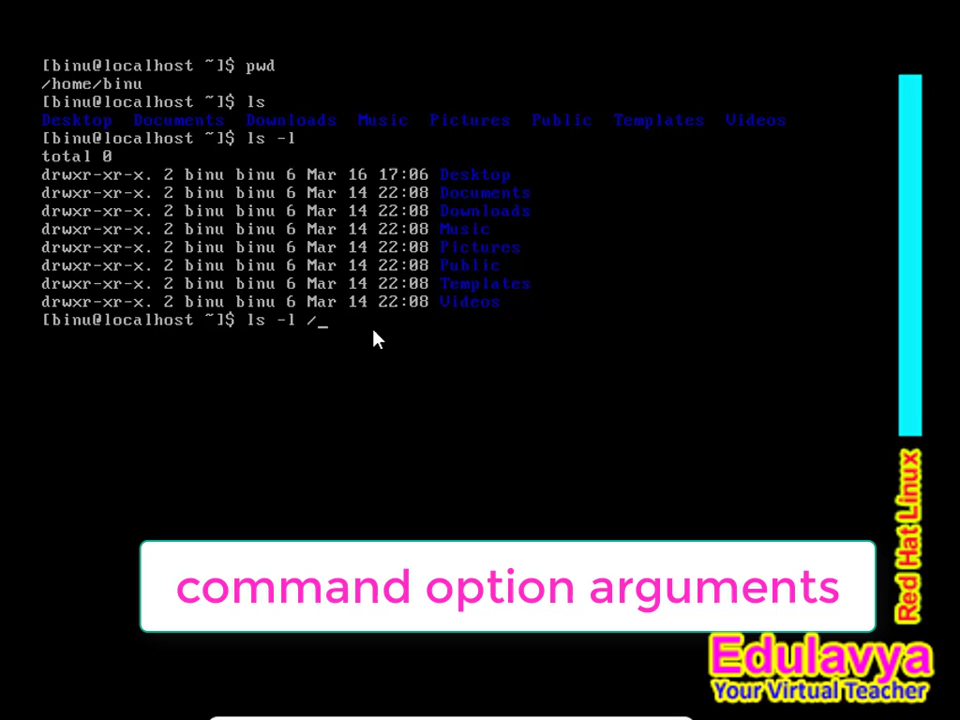 [binu@localhost ~]$ pwd
/home/binu
[binu@localhost ~]$ ls
Desktop Documents Downloads Music Pictures Public Templates Videos
[binu@localhost ~]$ ls -l
total 0
drwxr-xr-x. 2 binu binu 6 Mar 16 17:06 Desktop
drwxr-xr-x. 2 binu binu 6 Mar 14 22:08 Documents
drwxr-xr-x. 2 binu binu 6 Mar 14 22:08 Downloads
drwxr-xr-x. 2 binu binu 6 Mar 14 22:08 Music
drwxr-xr-x. 2 binu binu 6 Mar 14 22:08 Pictures
drwxr-xr-x. 2 binu binu 6 Mar 14 22:08 Public
drwxr-xr-x. 2 binu binu 6 Mar 14 22:08 Templates
drwxr-xr-x. 2 binu binu 6 Mar 14 22:08 Videos
[binu@localhost ~]$ ls -l /_
command option arguments
Red Hat Linux
Edulavya
Your Virtual Teacher